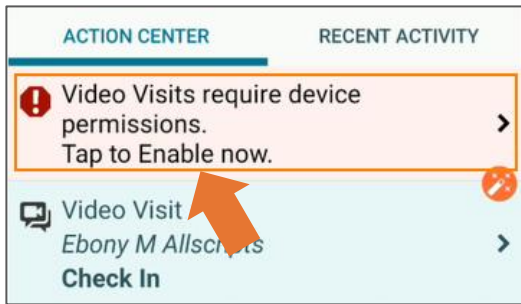 ACTION CENTER
RECENT ACTIVITY
Video Visits require device
permissions.
Tap to Enable now.
Video Visit
Ebony M Allscripts
Check In